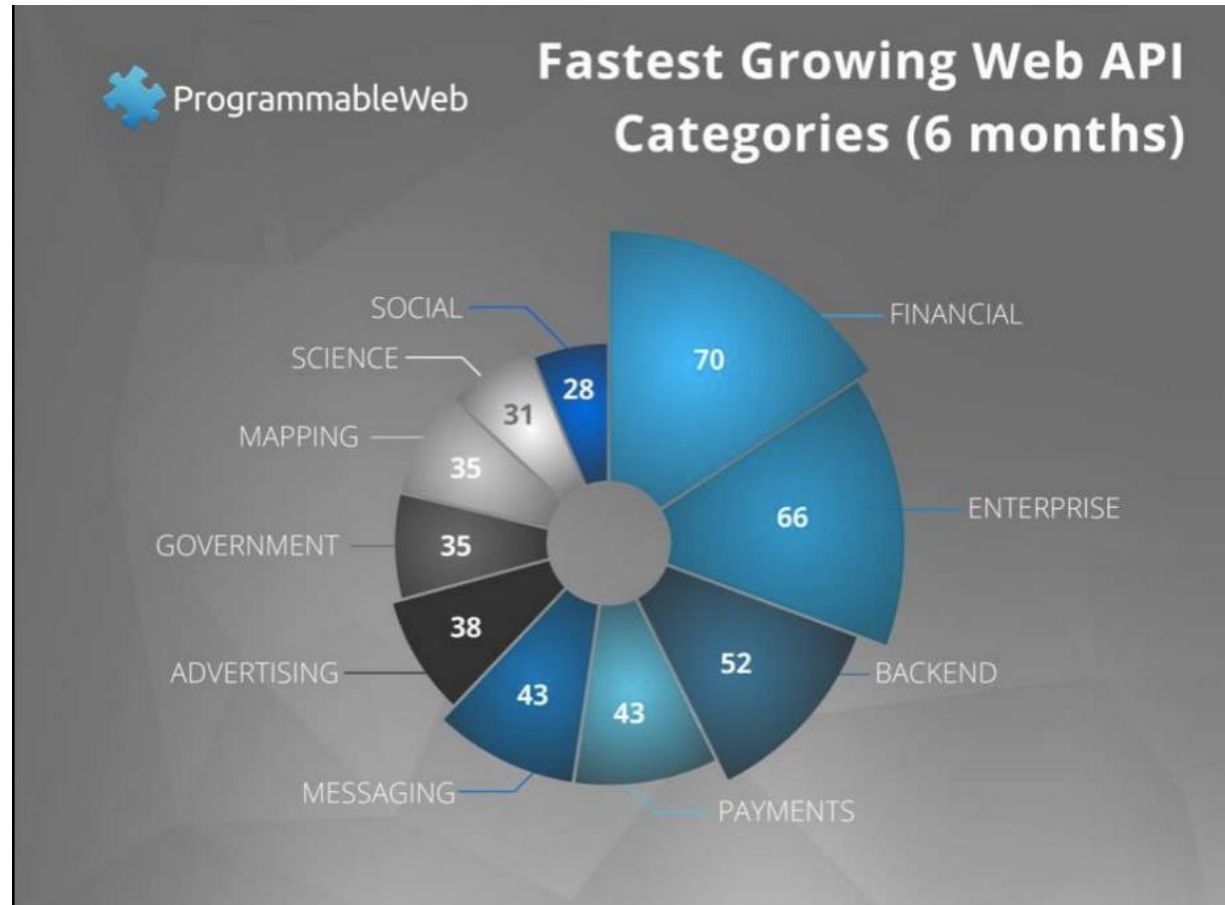 ProgrammableWeb
Fastest Growing Web API
Categories (6 months)
FINANCIAL
70
ENTERPRISE
66
BACKEND
52
PAYMENTS
43
MESSAGING
43
ADVERTISING
38
GOVERNMENT
35
MAPPING
35
SCIENCE
31
SOCIAL
28